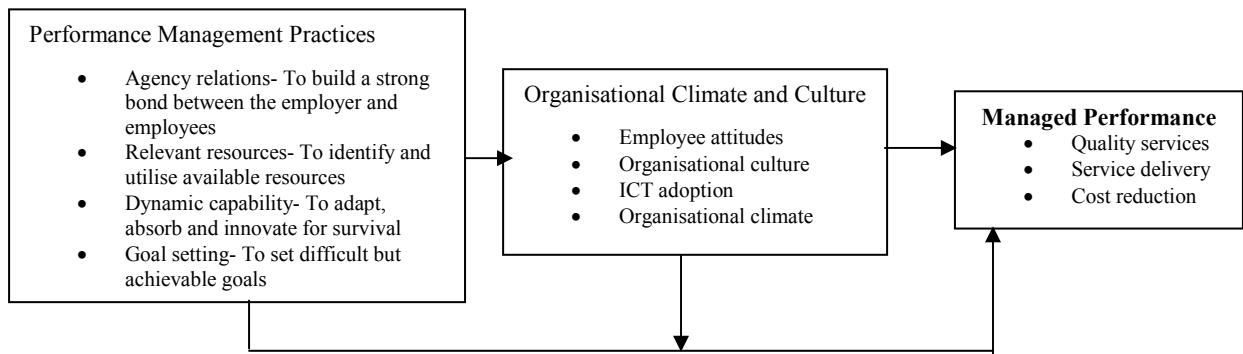 Performance Management Practices
• Agency relations- To build a strong
bond between the employer and
employees
• Relevant resources- To identify and
utilise available resources
• Dynamic capability- To adapt,
absorb and innovate for survival
• Goal setting- To set difficult but
achievable goals
Organisational Climate and Culture
• Employee attitudes
• Organisational culture
• ICT adoption
• Organisational climate
Managed Performance
• Quality services
• Service delivery
• Cost reduction